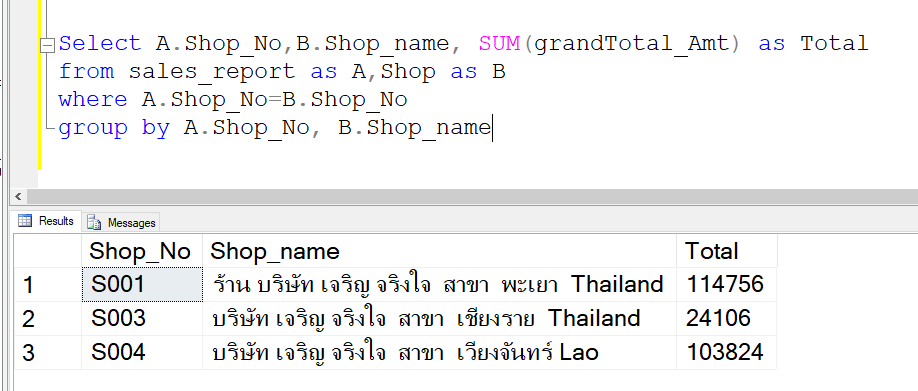 Select A.Shop_No,B.Shop_name, SUM(grandTotal_Amt) as Total
from sales_report as A,Shop as B
where A.Shop_No=B.Shop_No
group by A.Shop_No, B.Shop_name
Results Messages
Shop_No Shop_name Total
1 S001 ร้าน บริษัท เจริญ จริงใจ สาขา พะเยา Thailand 114756
2 S003 บริษัท เจริญ จริงใจ สาขา เชียงราย Thailand 24106
3 S004 บริษัท เจริญ จริงใจ สาขา เวียงจันทร์ Lao 103824